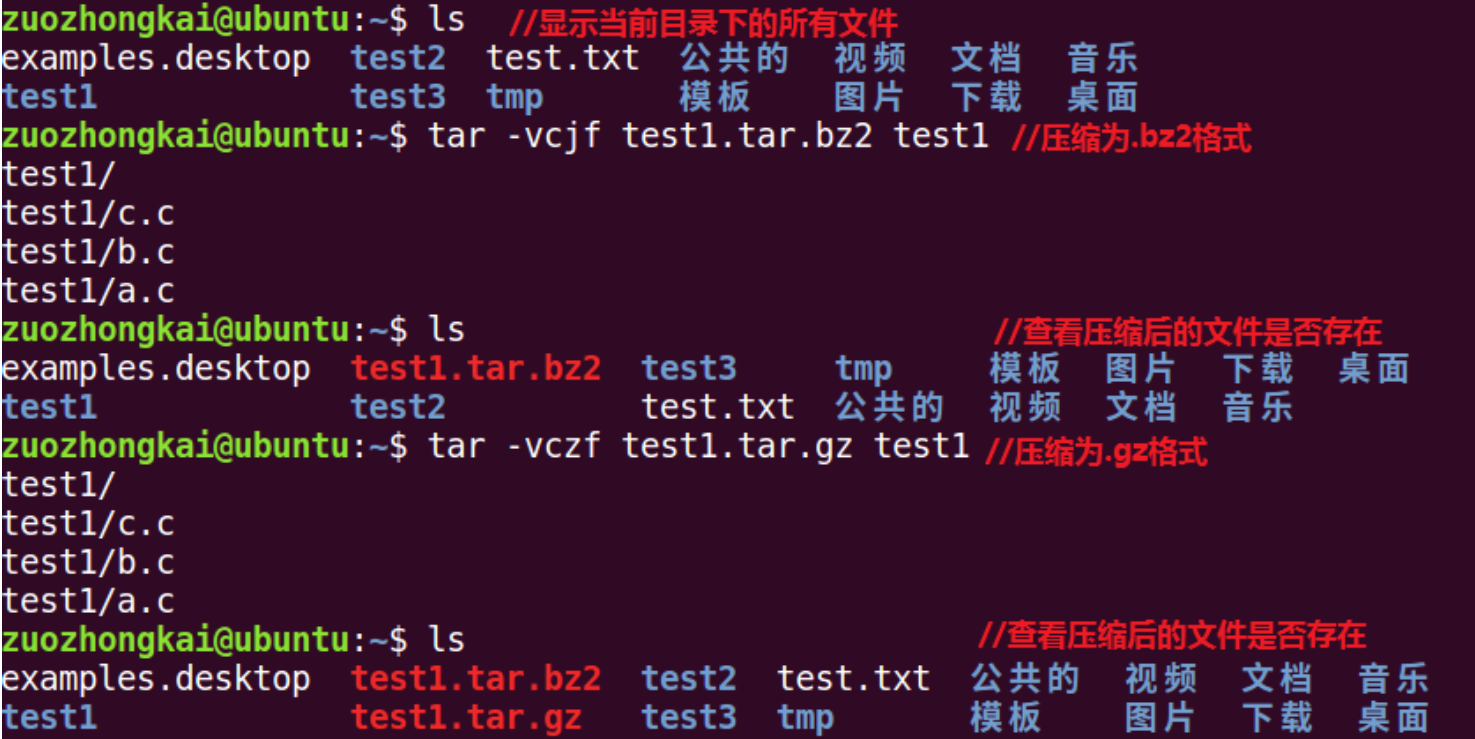 zuozhongkai@ubuntu:~$ ls //显示当前目录下的所有文件
examples.desktop test2 test.txt 公共的 视频 文档 音乐
test1 test3 tmp 模板 图片 下载 桌面
zuozhongkai@ubuntu:~$ tar -vcjf test1.tar.bz2 test1 //压缩为.bz2格式
test1/
test1/c.c
test1/b.c
test1/a.c
zuozhongkai@ubuntu:~$ ls //查看压缩后的文件是否存在
examples.desktop test1.tar.bz2 test3 tmp 模板 图片 下载 桌面
test1 test2 test.txt 公共的 视频 文档 音乐
zuozhongkai@ubuntu:~$ tar -vczf test1.tar.gz test1 //压缩为.gz格式
test1/
test1/c.c
test1/b.c
test1/a.c
zuozhongkai@ubuntu:~$ ls //查看压缩后的文件是否存在
examples.desktop test1.tar.bz2 test2 test.txt 公共的 视频 文档 音乐
test1 test1.tar.gz test3 tmp 模板 图片 下载 桌面